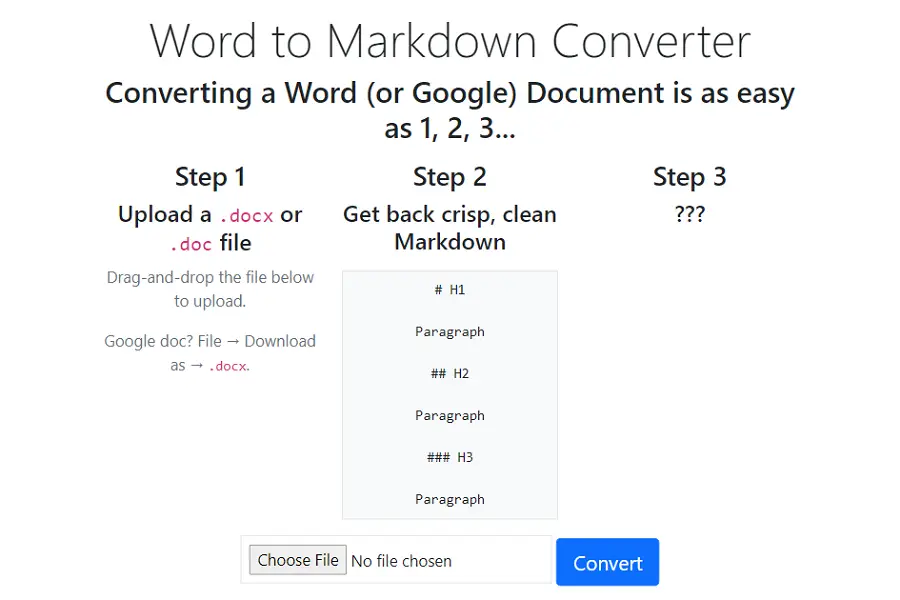 Word to Markdown Converter
Converting a Word (or Google) Document is as easy
as 1, 2, 3...
Step 1
Upload a .docx or
.doc file
Drag-and-drop the file below
to upload.
Google doc? File → Download
as → .docx.
Step 2
Get back crisp, clean
Markdown
# H1
Paragraph
## H2
Paragraph
### H3
Paragraph
Step 3
???
Choose File No file chosen
Convert